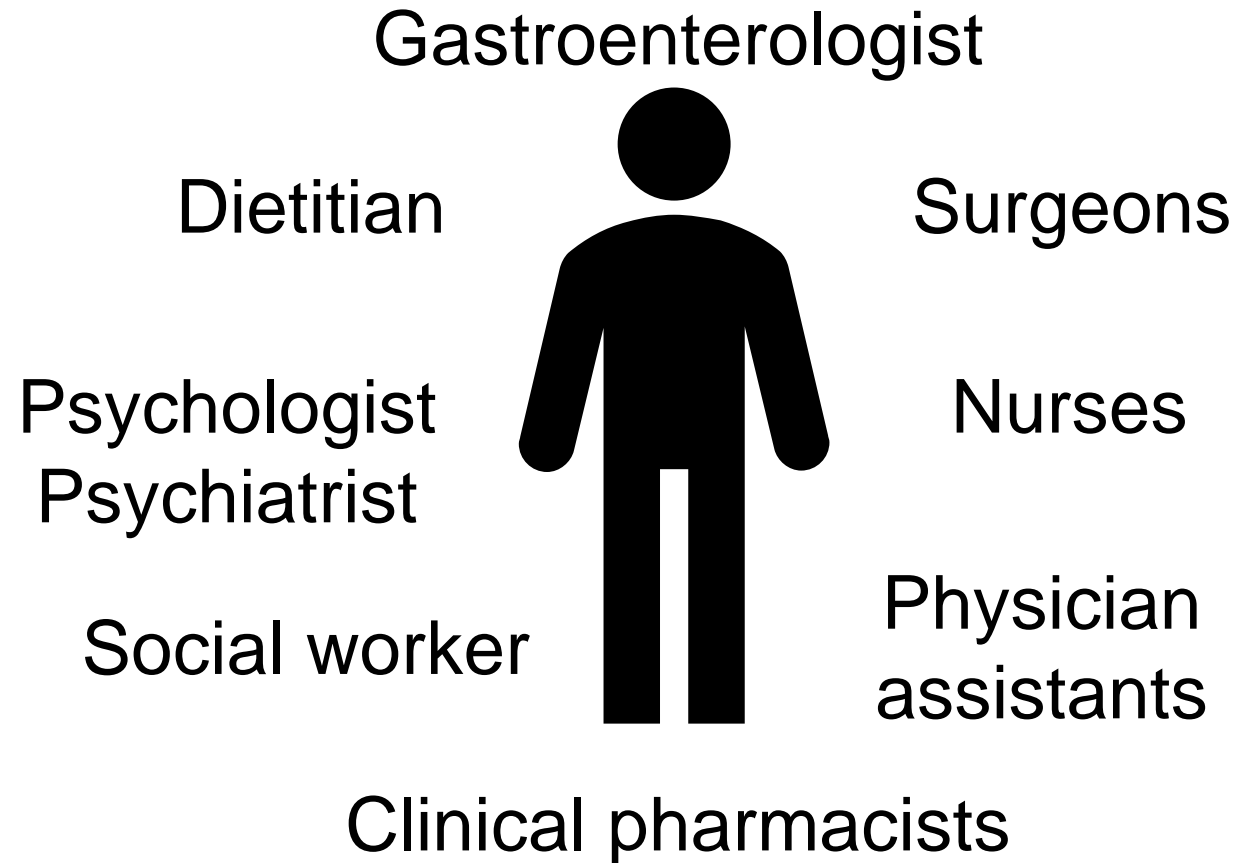 Gastroenterologist
Dietitian
Surgeons
Psychologist
Psychiatrist
Nurses
Social worker
Physician
assistants
Clinical pharmacists